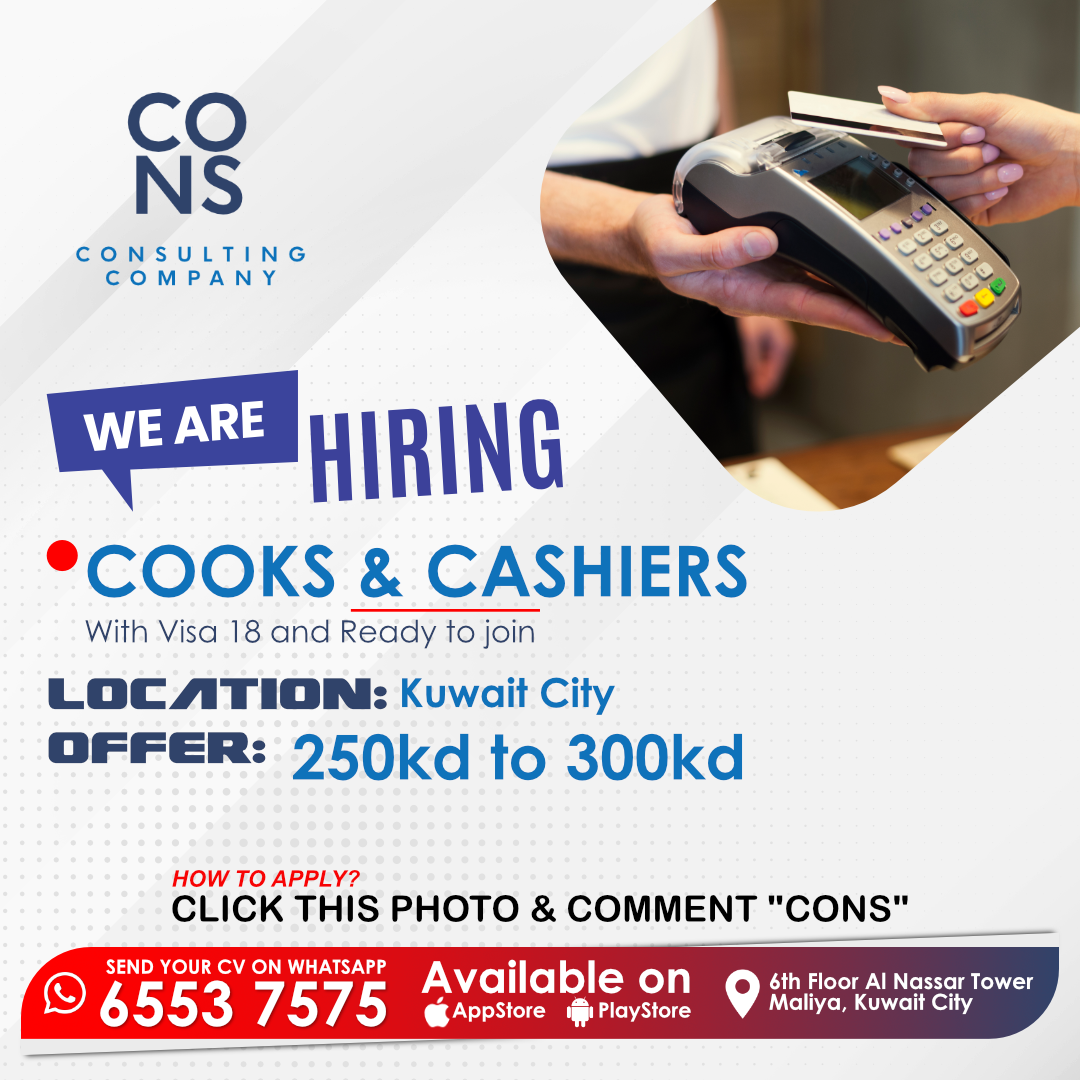 CO
NS
CONSULTING
COMPANY
WE ARE HIRING
COOKS & CASHIERS
With Visa 18 and Ready to join
LOCATION: Kuwait City
OFFER: 250kd to 300kd
HOW TO APPLY?
CLICK THIS PHOTO & COMMENT "CONS"
SEND YOUR CV ON WHATSAPP
6553 7575
Available on
AppStore PlayStore
6th Floor Al Nassar Tower
Maliya, Kuwait City